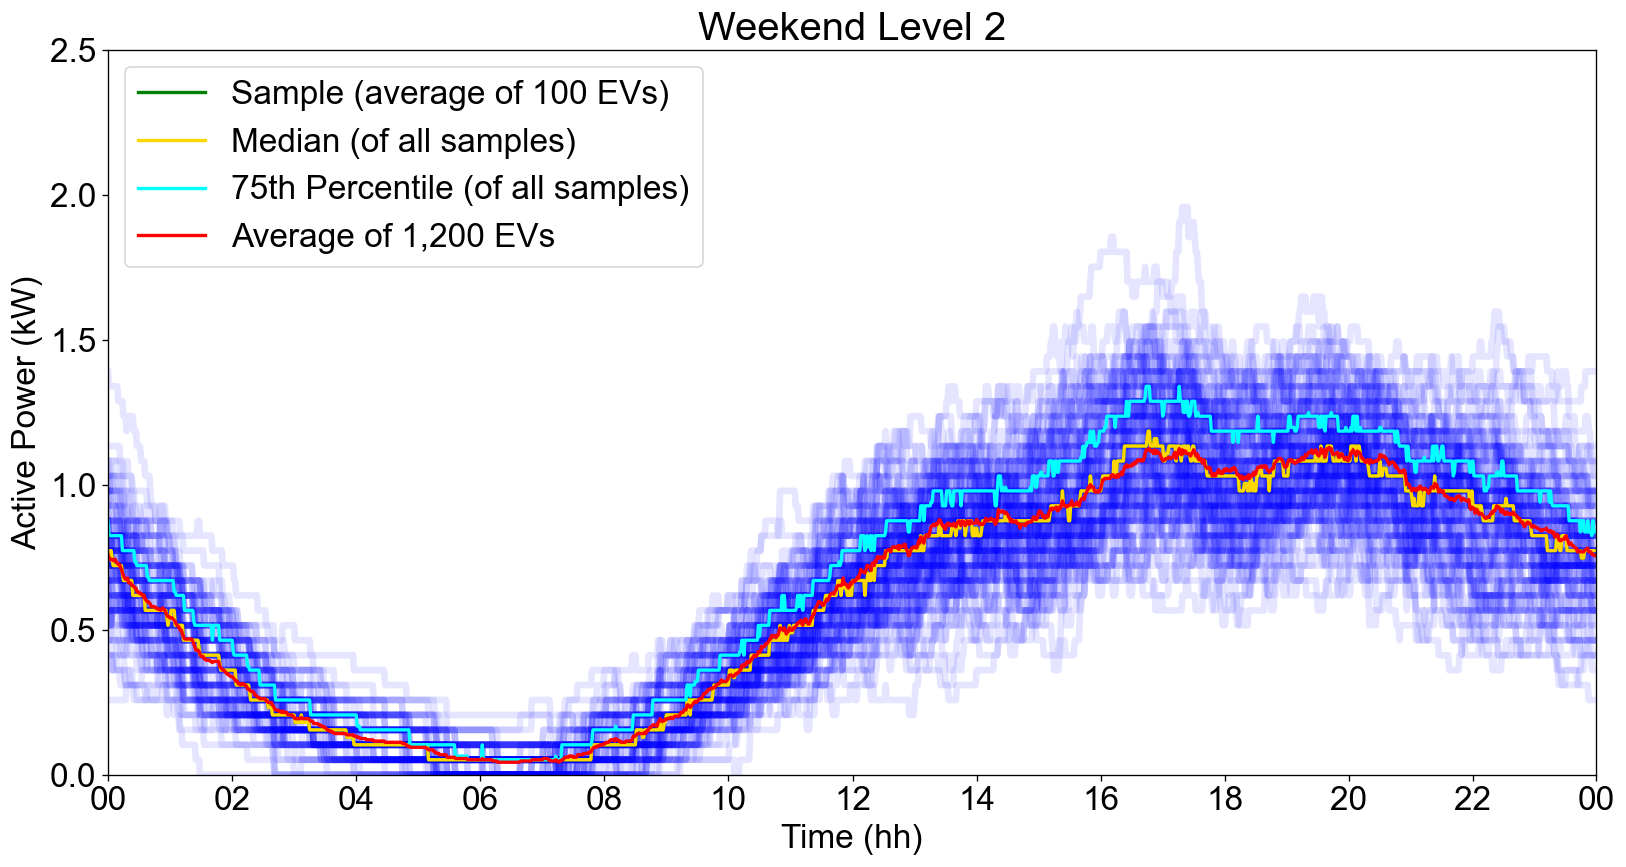 Weekend Level 2
2.5
2.0
1.5
1.0
0.5
0.0
Active Power (kW)
Sample (average of 100 EVs)
Median (of all samples)
75th Percentile (of all samples)
Average of 1,200 EVs
00 02 04 06 08 10 12 14 16 18 20 22 00
Time (hh)